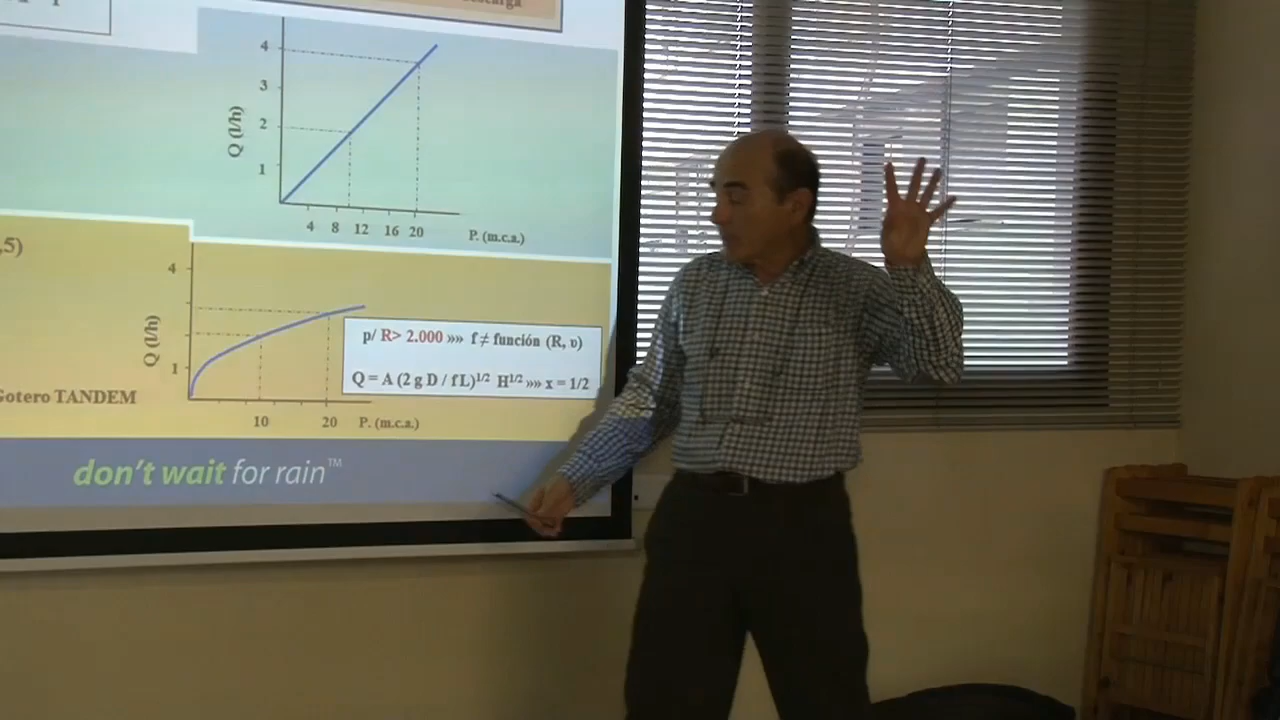 4
3
Q (l/h)
2
1
4 8 12 16 20
P. (m.c.a.)
,5)
4
Q (l/h)
p/ R> 2.000 »» f ≠ función (R, υ)
1
Q = A (2 g D / f L)1/2 H1/2 »» x = 1/2
Gotero TANDEM
10 20 P. (m.c.a.)
don't wait for rain™